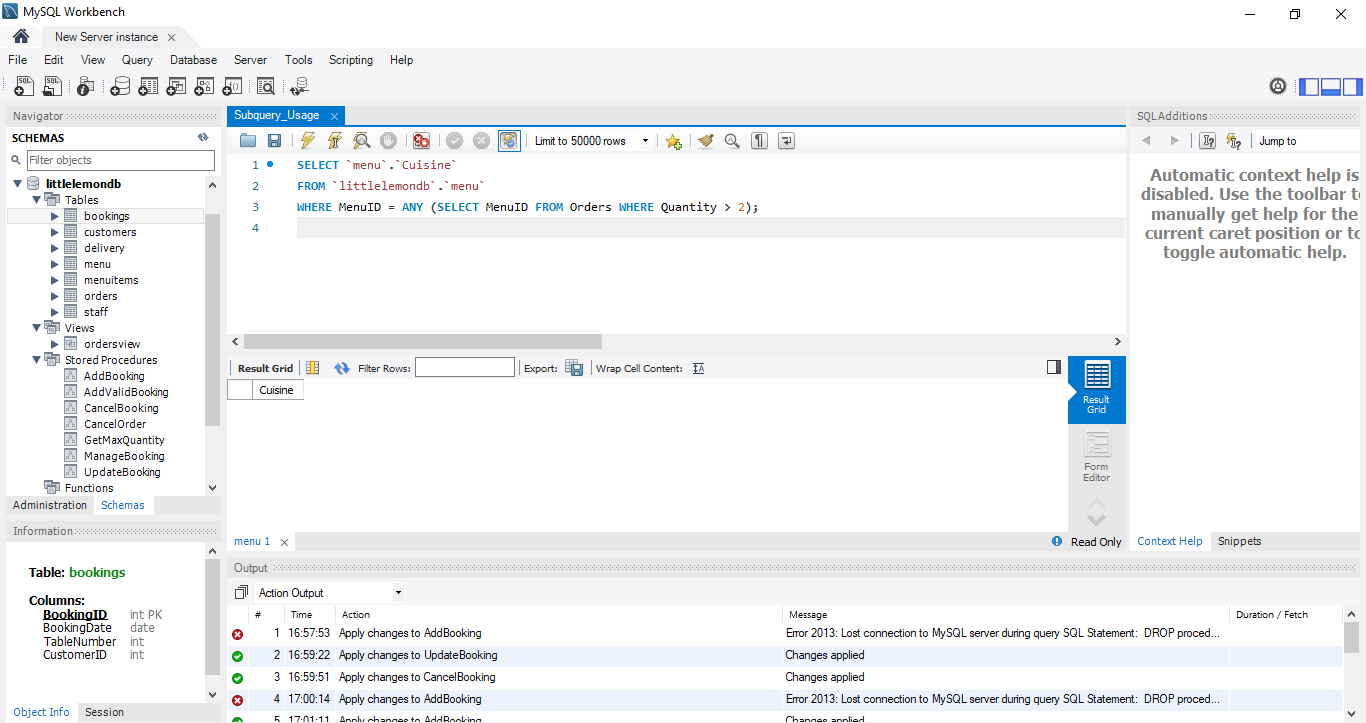 MySQL Workbench
New Server instance
File Edit View Query Database Server Tools Scripting Help
Navigator
SCHEMAS
Filter objects
littlelemondb
Tables
bookings
customers
delivery
menu
menuitems
orders
staff
Views
ordersview
Stored Procedures
AddBooking
AddValidBooking
CancelBooking
CancelOrder
GetMaxQuantity
ManageBooking
UpdateBooking
Functions
Administration Schemas
Information
Table: bookings
Columns:
BookingID int PK
BookingDate date
TableNumber int
CustomerID int
Object Info Session
Subquery_Usage
Limit to 50000 rows
1 SELECT `menu`.`Cuisine`
2 FROM `littlelemondb`.`menu`
3 WHERE MenuID = ANY (SELECT MenuID FROM Orders WHERE Quantity > 2);
4
Result Grid Filter Rows: Export: Wrap Cell Content:
Cuisine
Result
Grid
Form
Editor
menu 1
Read Only
SQLAdditions
Jump to
Automatic context help is
disabled. Use the toolbar to
manually get help for the
current caret position or to
toggle automatic help.
Context Help Snippets
Output
Action Output
# Time Action Message Duration / Fetch
1 16:57:53 Apply changes to AddBooking Error 2013: Lost connection to MySQL server during query SQL Statement: DROP proced...
2 16:59:22 Apply changes to UpdateBooking Changes applied
3 16:59:51 Apply changes to CancelBooking Changes applied
4 17:00:14 Apply changes to AddBooking Error 2013: Lost connection to MySQL server during query SQL Statement: DROP proced...
5 17:01:11 Apply changes to AddBooking Changes applied